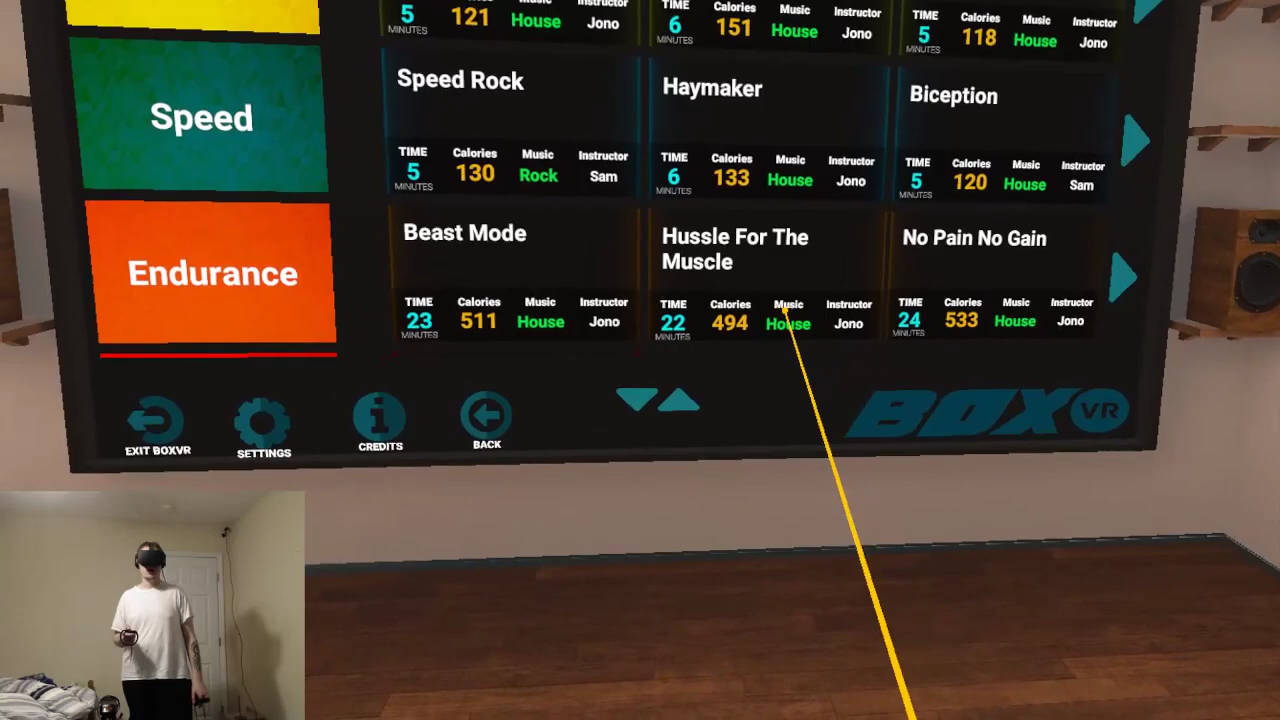 5
MINUTES
121
House
Instructor
Jono
6
MINUTES
Calories
151
Music
House
Instructor
Jono
TIME
5
MINUTES
Calories
118
Music
House
Instructor
Jono
Speed
Speed Rock
TIME
5
MINUTES
Calories
130
Music
Rock
Instructor
Sam
Haymaker
TIME
6
MINUTES
Calories
133
Music
House
Instructor
Jono
Biception
TIME
5
MINUTES
Calories
120
Music
House
Instructor
Sam
Endurance
Beast Mode
TIME
23
MINUTES
Calories
511
Music
House
Instructor
Jono
Hussle For The
Muscle
TIME
22
MINUTES
Calories
494
Music
House
Instructor
Jono
No Pain No Gain
TIME
24
MINUTES
Calories
533
Music
House
Instructor
Jono
EXIT BOXVR
SETTINGS
CREDITS
BACK
BOXVR